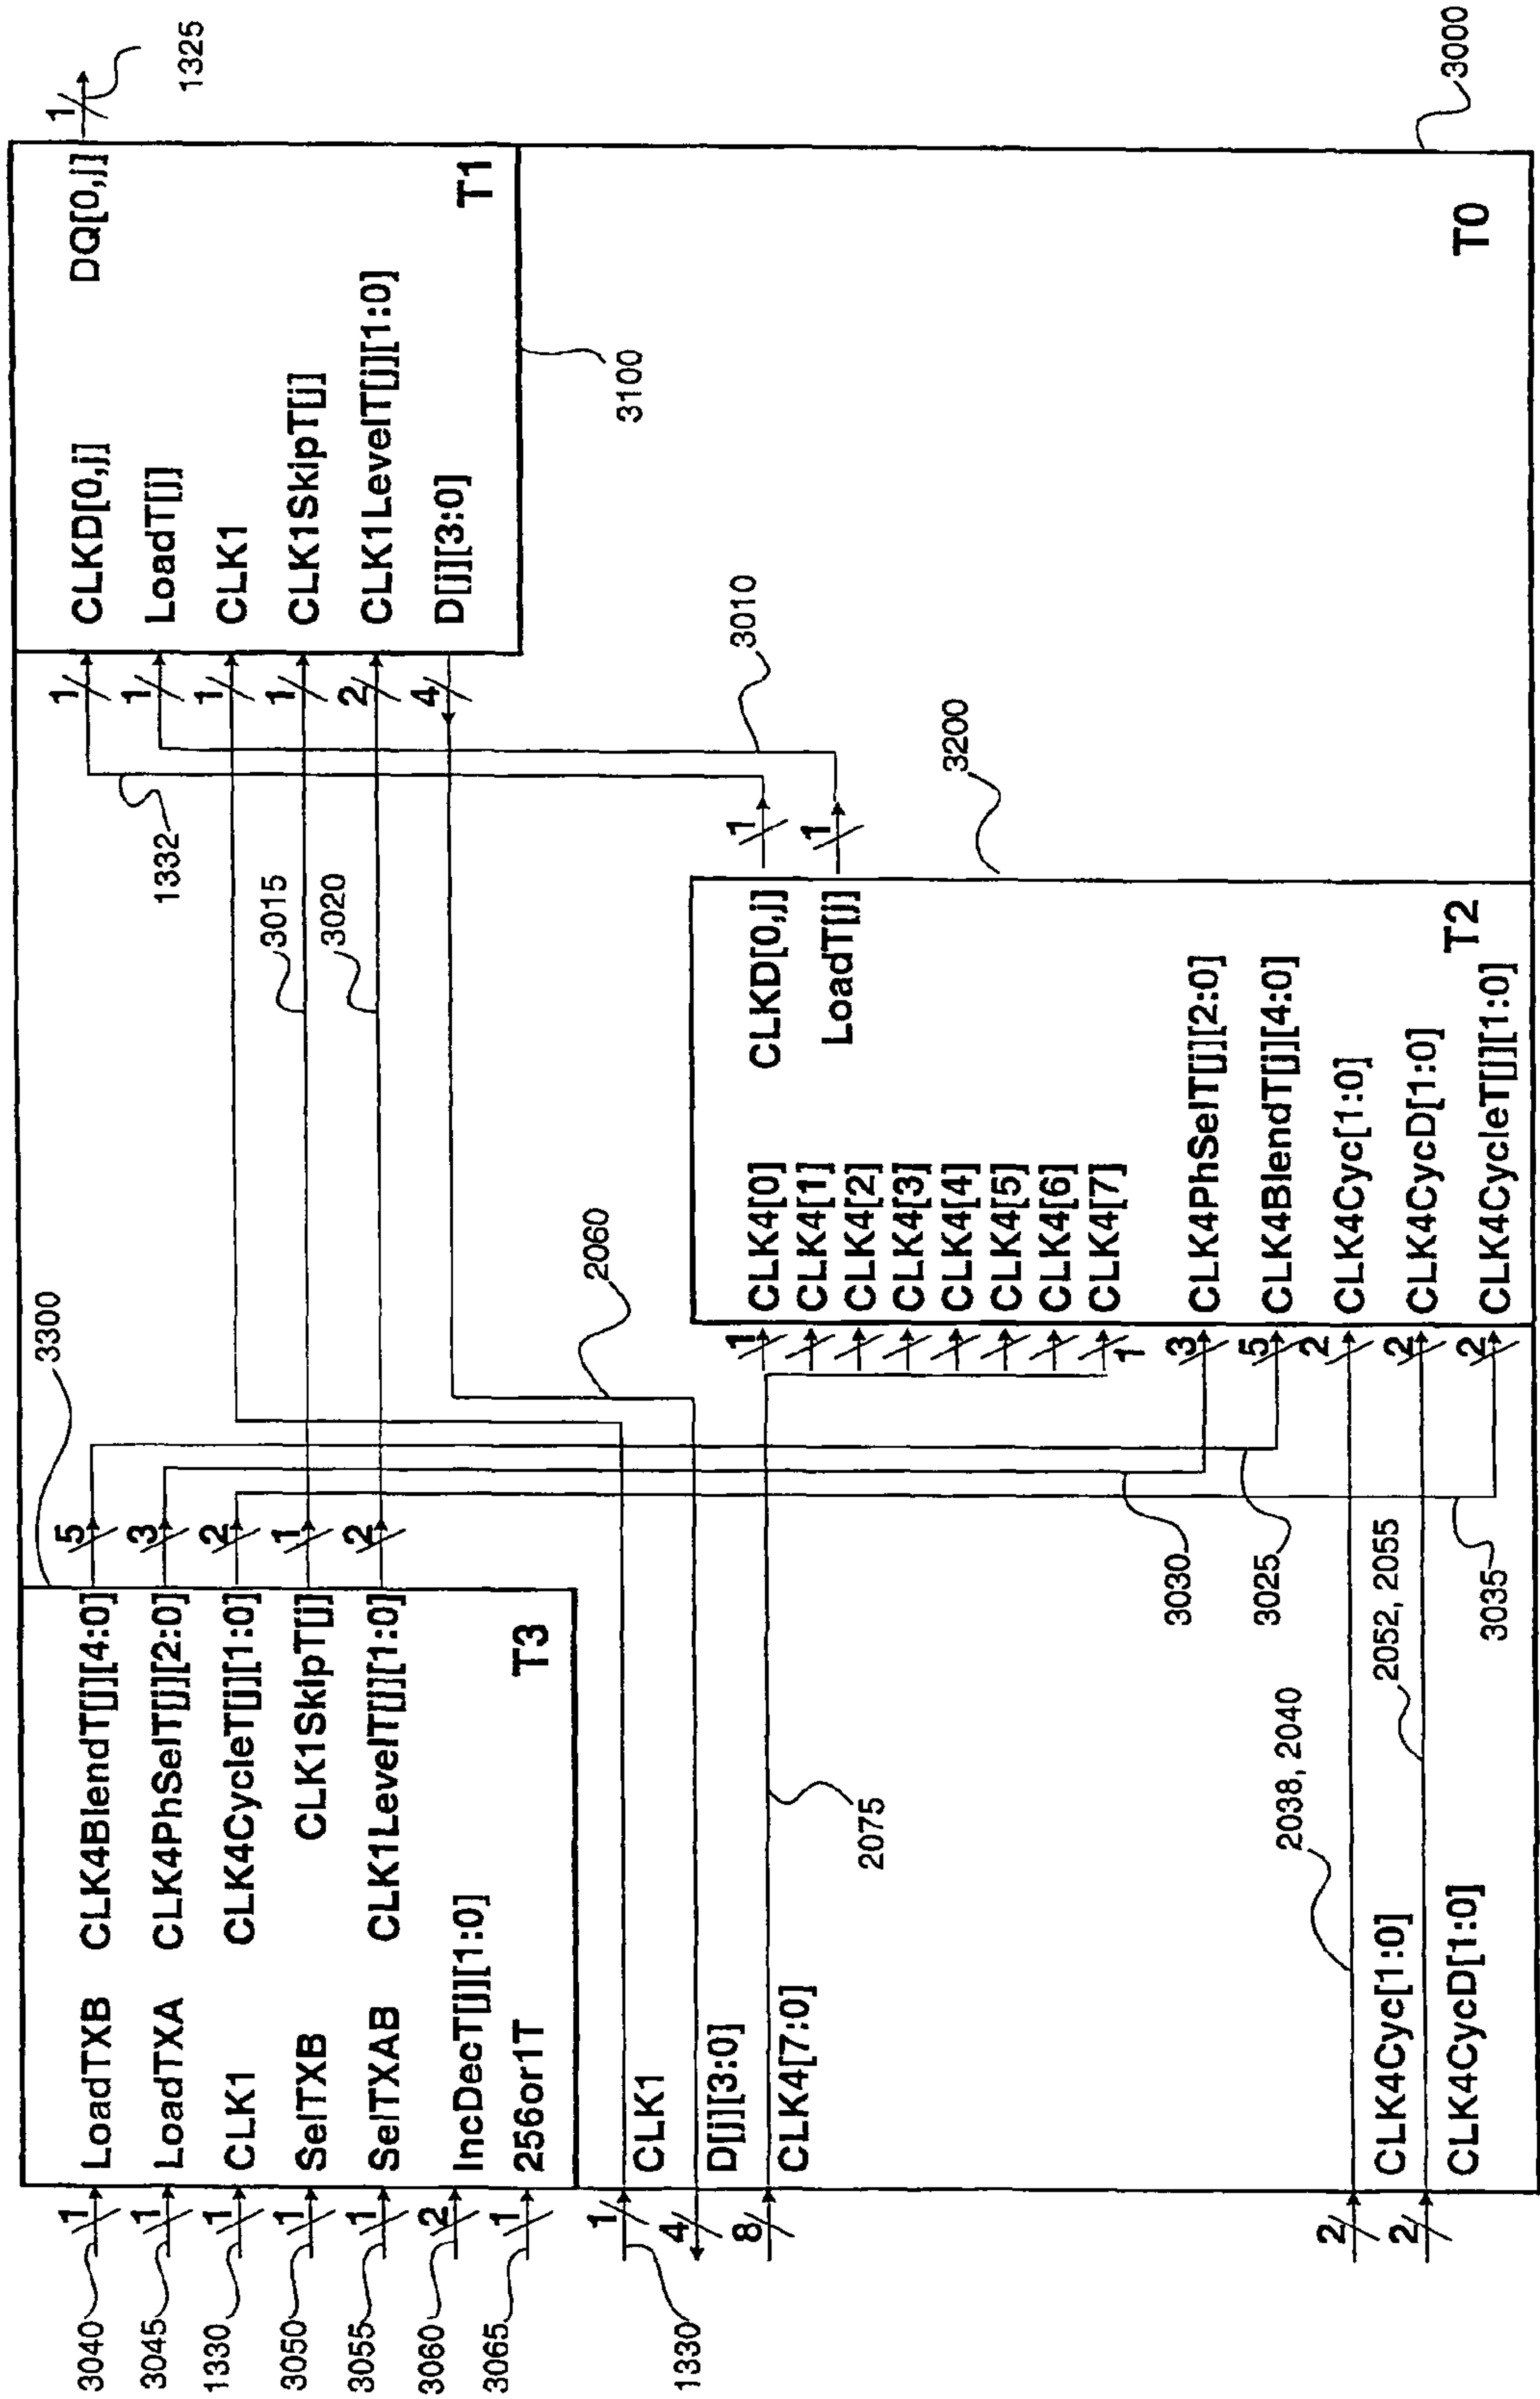 3300
3040
1
LoadTXB
CLK4BlendT[j][4:0]
5
3045
1
LoadTXA
CLK4PhSelT[j][2:0]
3
1330
1
CLK1
CLK4CycleT[j][1:0]
2
3050
1
SelTXB
CLK1SkipT[j]
1
3055
1
SelTXAB
CLK1LevelT[j][1:0]
2
3060
2
IncDecT[j][1:0]
3065
1
256or1T
T3
1332
3015
3020
1
CLKD[0,j]
DQ[0,j]
1
1325
1
LoadT[j]
1
CLK1
1
CLK1SkipT[j]
2
CLK1LevelT[j][1:0]
4
D[j][3:0]
T1
3100
1330
1
CLK1
4
D[j][3:0]
8
CLK4[7:0]
2060
2075
3010
3200
1
CLK4[0]
CLKD[0,j]
1
CLK4[1]
CLK4[2]
LoadT[j]
1
CLK4[3]
CLK4[4]
CLK4[5]
CLK4[6]
CLK4[7]
1
3
CLK4PhSelT[j][2:0]
5
CLK4BlendT[j][4:0]
2
CLK4Cyc[1:0]
2
CLK4CycD[1:0]
2
CLK4CycleT[j][1:0]
T2
3030
3025
3035
2038, 2040
2052, 2055
2
CLK4Cyc[1:0]
2
CLK4CycD[1:0]
T0
3000